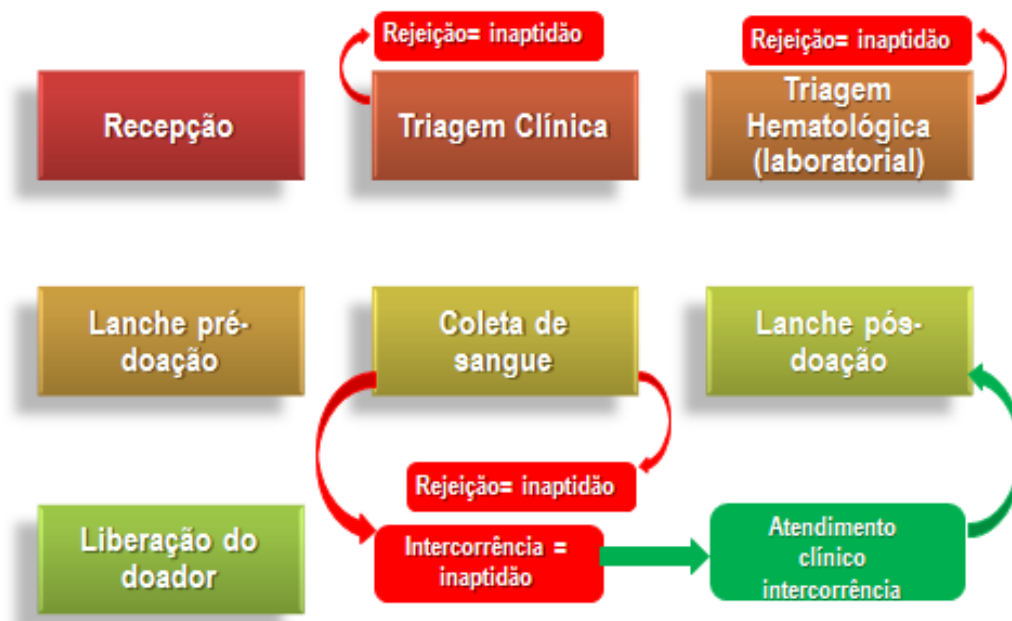 Rejeição= inaptidão
Rejeição= inaptidão
Recepção
Triagem Clínica
Triagem
Hematológica
(laboratorial)
Lanche pré-
doação
Coleta de
sangue
Lanche pós-
doação
Rejeição= inaptidão
Liberação do
doador
Intercorrência =
inaptidão
Atendimento
clínico
intercorrência